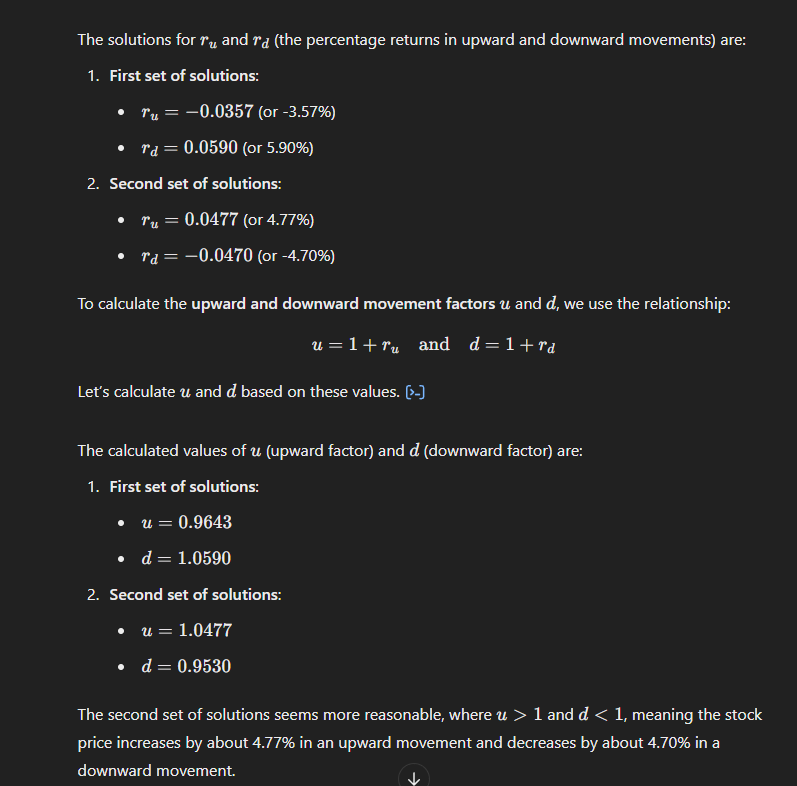 The solutions for r_u and r_d (the percentage returns in upward and downward movements) are:
1. First set of solutions:
• r_u = −0.0357 (or -3.57%)
• r_d = 0.0590 (or 5.90%)
2. Second set of solutions:
• r_u = 0.0477 (or 4.77%)
• r_d = −0.0470 (or -4.70%)
To calculate the upward and downward movement factors u and d, we use the relationship:
u = 1 + r_u and d = 1 + r_d
Let's calculate u and d based on these values. [>-]
The calculated values of u (upward factor) and d (downward factor) are:
1. First set of solutions:
• u = 0.9643
• d = 1.0590
2. Second set of solutions:
• u = 1.0477
• d = 0.9530
The second set of solutions seems more reasonable, where u > 1 and d < 1, meaning the stock
price increases by about 4.77% in an upward movement and decreases by about 4.70% in a
downward movement.